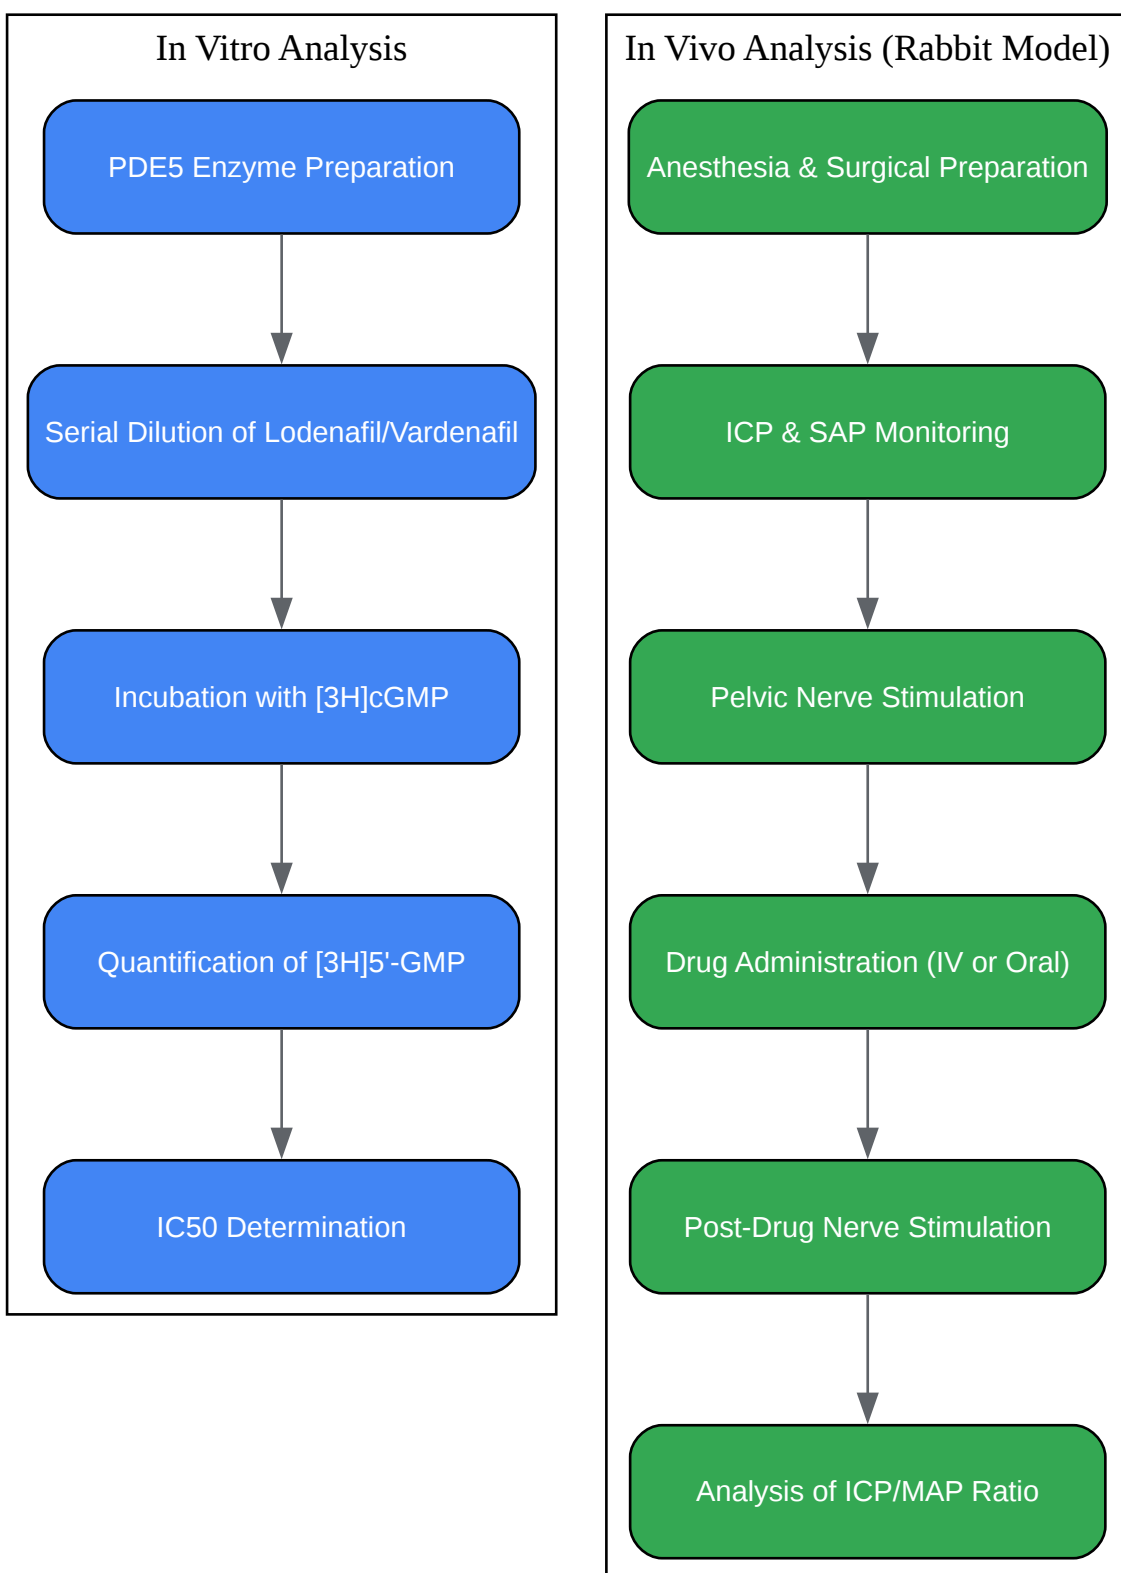 In Vitro Analysis
PDE5 Enzyme Preparation
Serial Dilution of Lodenafil/Vardenafil
Incubation with [3H]cGMP
Quantification of [3H]5'-GMP
IC50 Determination
In Vivo Analysis (Rabbit Model)
Anesthesia & Surgical Preparation
ICP & SAP Monitoring
Pelvic Nerve Stimulation
Drug Administration (IV or Oral)
Post-Drug Nerve Stimulation
Analysis of ICP/MAP Ratio